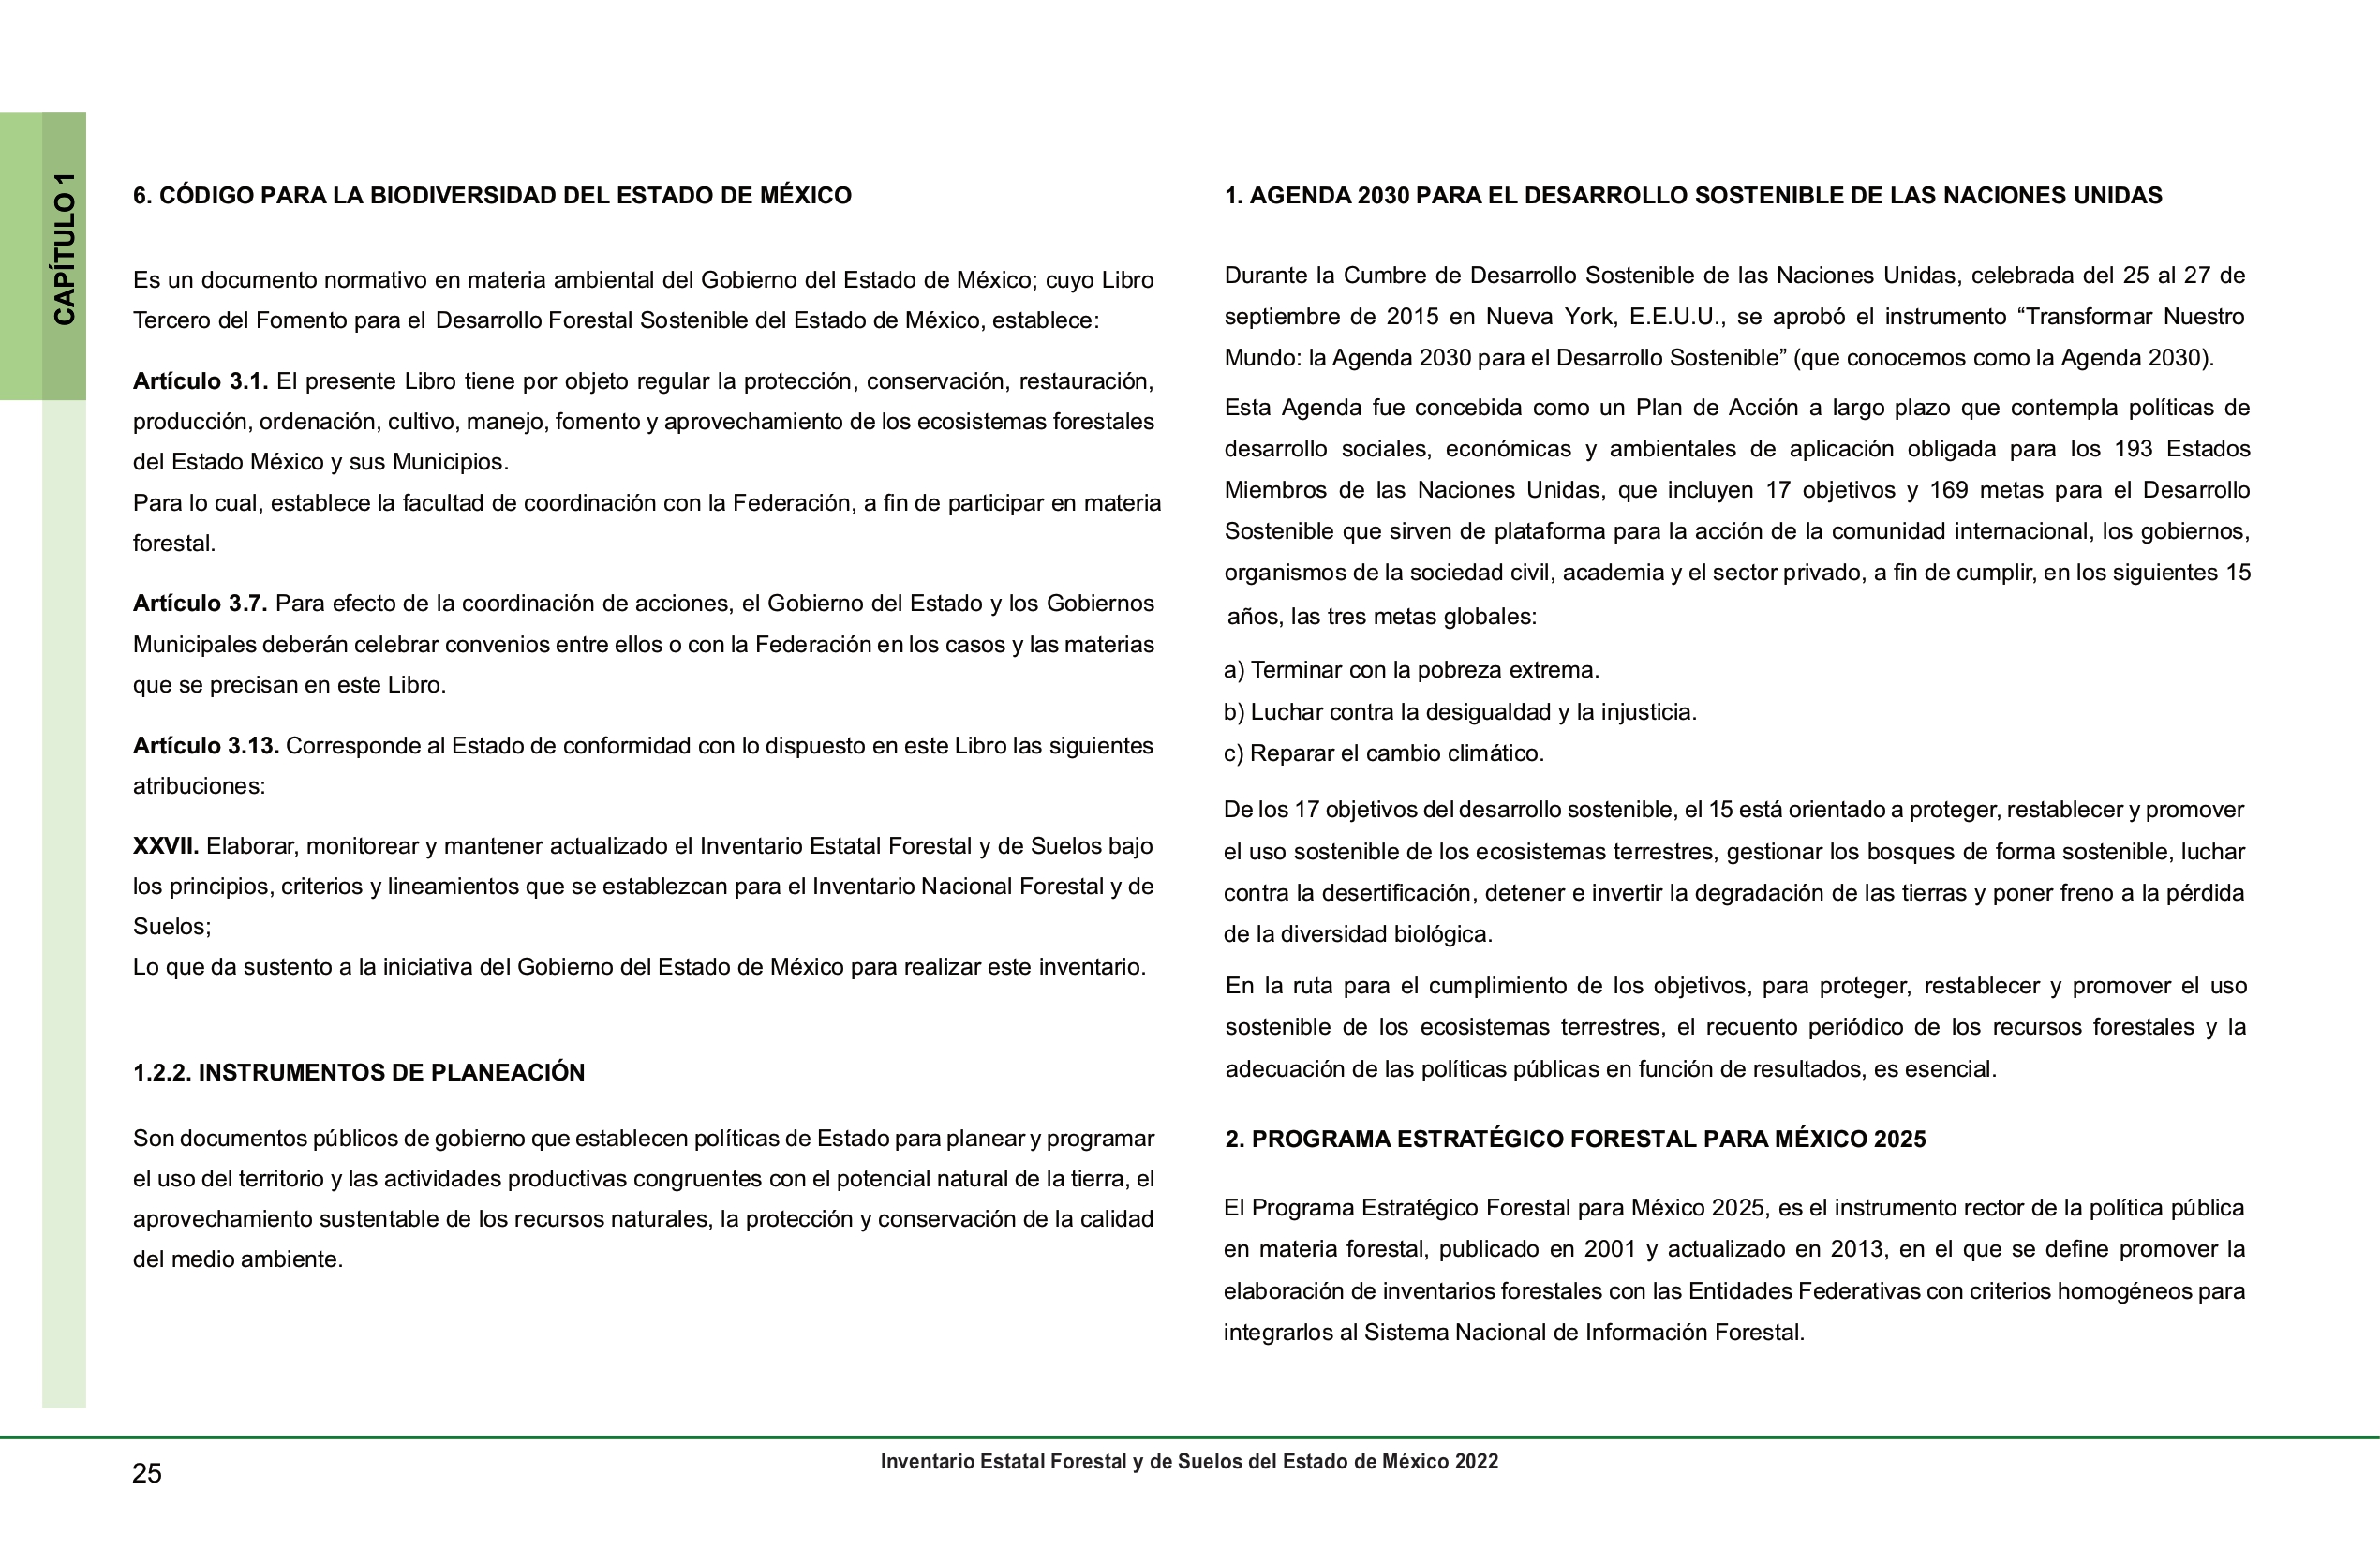 CAPÍTULO 1
6. CÓDIGO PARA LA BIODIVERSIDAD DEL ESTADO DE MÉXICO
Es un documento normativo en materia ambiental del Gobierno del Estado de México; cuyo Libro
Tercero del Fomento para el Desarrollo Forestal Sostenible del Estado de México, establece:
Artículo 3.1. El presente Libro tiene por objeto regular la protección, conservación, restauración,
producción, ordenación, cultivo, manejo, fomento y aprovechamiento de los ecosistemas forestales
del Estado México y sus Municipios.
Para lo cual, establece la facultad de coordinación con la Federación, a fin de participar en materia
forestal.
Artículo 3.7. Para efecto de la coordinación de acciones, el Gobierno del Estado y los Gobiernos
Municipales deberán celebrar convenios entre ellos o con la Federación en los casos y las materias
que se precisan en este Libro.
Artículo 3.13. Corresponde al Estado de conformidad con lo dispuesto en este Libro las siguientes
atribuciones:
XXVII. Elaborar, monitorear y mantener actualizado el Inventario Estatal Forestal y de Suelos bajo
los principios, criterios y lineamientos que se establezcan para el Inventario Nacional Forestal y de
Suelos;
Lo que da sustento a la iniciativa del Gobierno del Estado de México para realizar este inventario.
1.2.2. INSTRUMENTOS DE PLANEACIÓN
Son documentos públicos de gobierno que establecen políticas de Estado para planear y programar
el uso del territorio y las actividades productivas congruentes con el potencial natural de la tierra, el
aprovechamiento sustentable de los recursos naturales, la protección y conservación de la calidad
del medio ambiente.
1. AGENDA 2030 PARA EL DESARROLLO SOSTENIBLE DE LAS NACIONES UNIDAS
Durante la Cumbre de Desarrollo Sostenible de las Naciones Unidas, celebrada del 25 al 27 de
septiembre de 2015 en Nueva York, E.E.U.U., se aprobó el instrumento “Transformar Nuestro
Mundo: la Agenda 2030 para el Desarrollo Sostenible” (que conocemos como la Agenda 2030).
Esta Agenda fue concebida como un Plan de Acción a largo plazo que contempla políticas de
desarrollo sociales, económicas y ambientales de aplicación obligada para los 193 Estados
Miembros de las Naciones Unidas, que incluyen 17 objetivos y 169 metas para el Desarrollo
Sostenible que sirven de plataforma para la acción de la comunidad internacional, los gobiernos,
organismos de la sociedad civil, academia y el sector privado, a fin de cumplir, en los siguientes 15
años, las tres metas globales:
a) Terminar con la pobreza extrema.
b) Luchar contra la desigualdad y la injusticia.
c) Reparar el cambio climático.
De los 17 objetivos del desarrollo sostenible, el 15 está orientado a proteger, restablecer y promover
el uso sostenible de los ecosistemas terrestres, gestionar los bosques de forma sostenible, luchar
contra la desertificación, detener e invertir la degradación de las tierras y poner freno a la pérdida
de la diversidad biológica.
En la ruta para el cumplimiento de los objetivos, para proteger, restablecer y promover el uso
sostenible de los ecosistemas terrestres, el recuento periódico de los recursos forestales y la
adecuación de las políticas públicas en función de resultados, es esencial.
2. PROGRAMA ESTRATÉGICO FORESTAL PARA MÉXICO 2025
El Programa Estratégico Forestal para México 2025, es el instrumento rector de la política pública
en materia forestal, publicado en 2001 y actualizado en 2013, en el que se define promover la
elaboración de inventarios forestales con las Entidades Federativas con criterios homogéneos para
integrarlos al Sistema Nacional de Información Forestal.
25
Inventario Estatal Forestal y de Suelos del Estado de México 2022